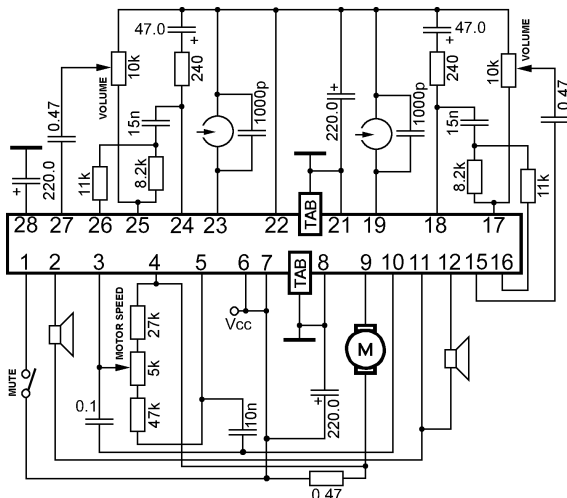 47.0
+
10k
VOLUME
240
0.47
15n
1000p
220.0
+
11k
8.2k
220.0
+
1000p
47.0
+
240
10k
VOLUME
0.47
15n
8.2k
11k
28
27
26
25
24
23
22
TAB
21
19
18
17
1
2
3
4
5
6
7
TAB
8
9
10
11
12
15
16
Vcc
MOTOR SPEED
27k
5k
47k
M
MUTE
0.1
10n
+
220.0
0.47